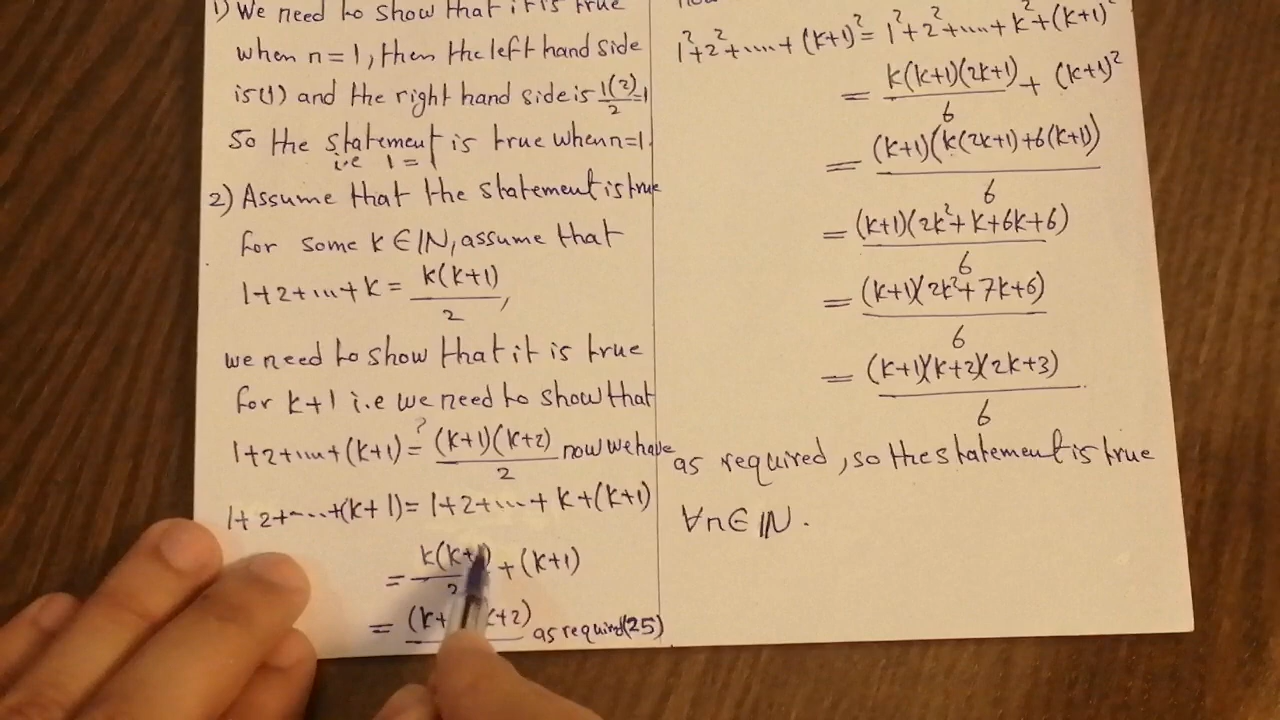 1) We need to show that it is true
when n=1, then the left hand side
is(1) and the right hand side is 1(2)/2=1
So the statement is true when n=1.
i.e 1=1
2) Assume that the statement is true
for some k∈ℕ, assume that
1+2+....+k= k(k+1)/2,
we need to show that it is true
for k+1 i.e we need to show that
1+2+....+(k+1) =? (k+1)(k+2)/2 now we have
1+2+....+(k+1)= 1+2+....+k+(k+1)
= k(k+1)/2 +(k+1)
= as required(25)
1²+2²+....+(k+1)²= 1²+2²+....+k²+(k+1)²
= k(k+1)(2k+1)/6 + (k+1)²
= (k+1)(k(2k+1)+6(k+1))/6
= (k+1)(2k²+k+6k+6)/6
= (k+1)(2k²+7k+6)/6
= (k+1)(k+2)(2k+3)/6
as required, so the statement is true
∀n∈ℕ.